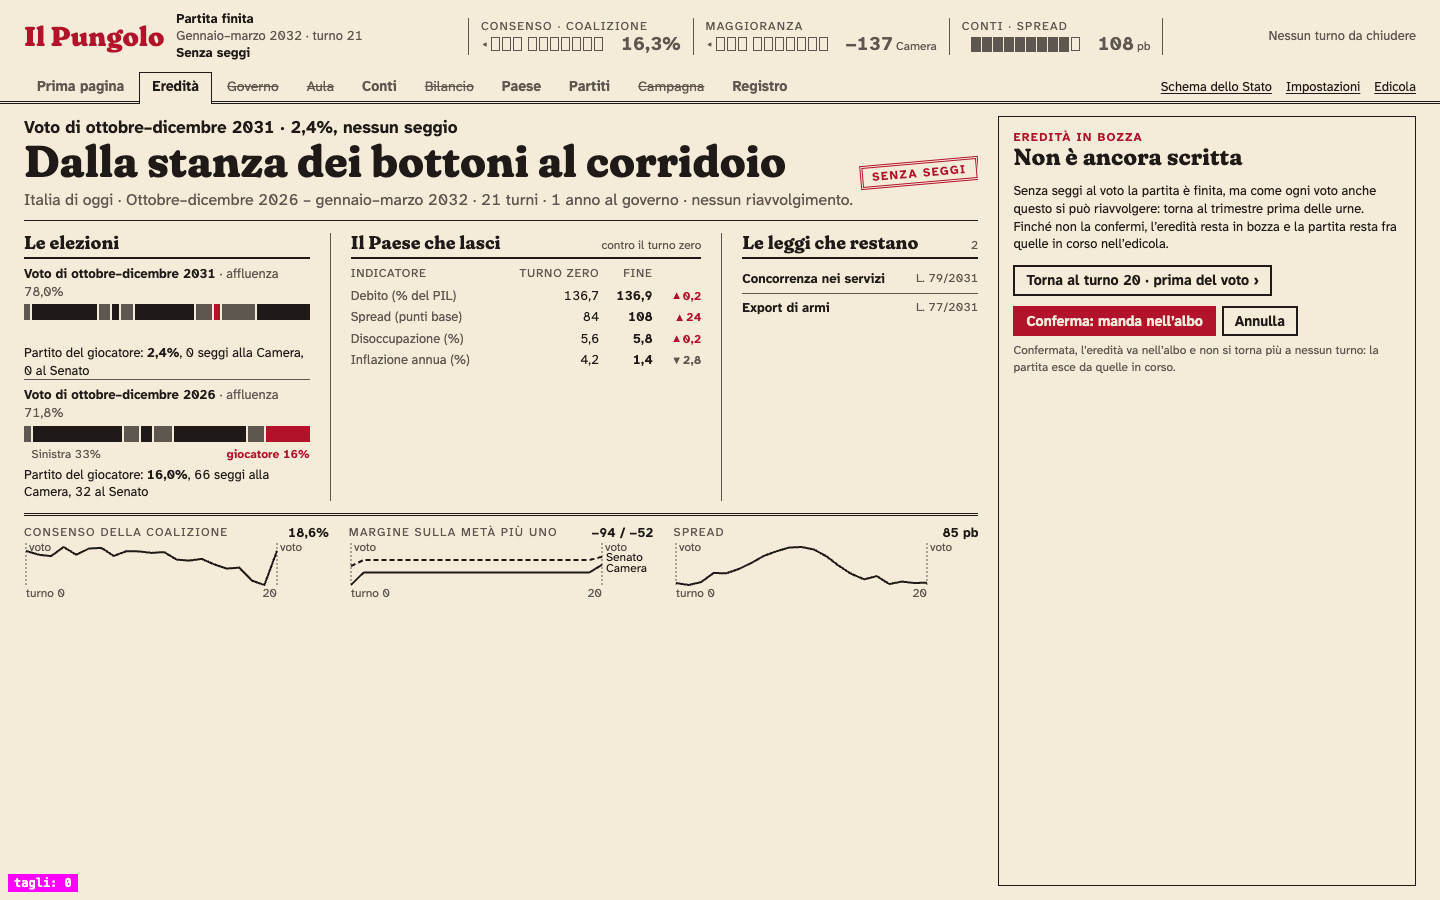 Il Pungolo
Partita finita
Gennaio–marzo 2032 · turno 21
Senza seggi
CONSENSO · COALIZIONE
16,3%
MAGGIORANZA
−137 Camera
CONTI · SPREAD
108 pb
Nessun turno da chiudere
Prima pagina
Eredità
Governo
Aula
Conti
Bilancio
Paese
Partiti
Campagna
Registro
Schema dello Stato
Impostazioni
Edicola
Voto di ottobre–dicembre 2031 · 2,4%, nessun seggio
Dalla stanza dei bottoni al corridoio
SENZA SEGGI
Italia di oggi · Ottobre–dicembre 2026 – gennaio–marzo 2032 · 21 turni · 1 anno al governo · nessun riavvolgimento.
Le elezioni
Voto di ottobre–dicembre 2031 · affluenza
78,0%
Partito del giocatore: 2,4%, 0 seggi alla Camera,
0 al Senato
Voto di ottobre–dicembre 2026 · affluenza
71,8%
Sinistra 33%
giocatore 16%
Partito del giocatore: 16,0%, 66 seggi alla
Camera, 32 al Senato
Il Paese che lasci
contro il turno zero
INDICATORE TURNO ZERO FINE
Debito (% del PIL) 136,7 136,9 ▲0,2
Spread (punti base) 84 108 ▲24
Disoccupazione (%) 5,6 5,8 ▲0,2
Inflazione annua (%) 4,2 1,4 ▼2,8
Le leggi che restano
2
Concorrenza nei servizi L. 79/2031
Export di armi L. 77/2031
CONSENSO DELLA COALIZIONE 18,6%
voto
voto
turno 0
20
MARGINE SULLA METÀ PIÙ UNO −94 / −52
voto
voto
Senato
Camera
turno 0
20
SPREAD 85 pb
voto
voto
turno 0
20
EREDITÀ IN BOZZA
Non è ancora scritta
Senza seggi al voto la partita è finita, ma come ogni voto anche
questo si può riavvolgere: torna al trimestre prima delle urne.
Finché non la confermi, l’eredità resta in bozza e la partita resta fra
quelle in corso nell’edicola.
Torna al turno 20 · prima del voto ›
Conferma: manda nell’albo
Annulla
Confermata, l’eredità va nell’albo e non si torna più a nessun turno: la
partita esce da quelle in corso.
tagli: 0